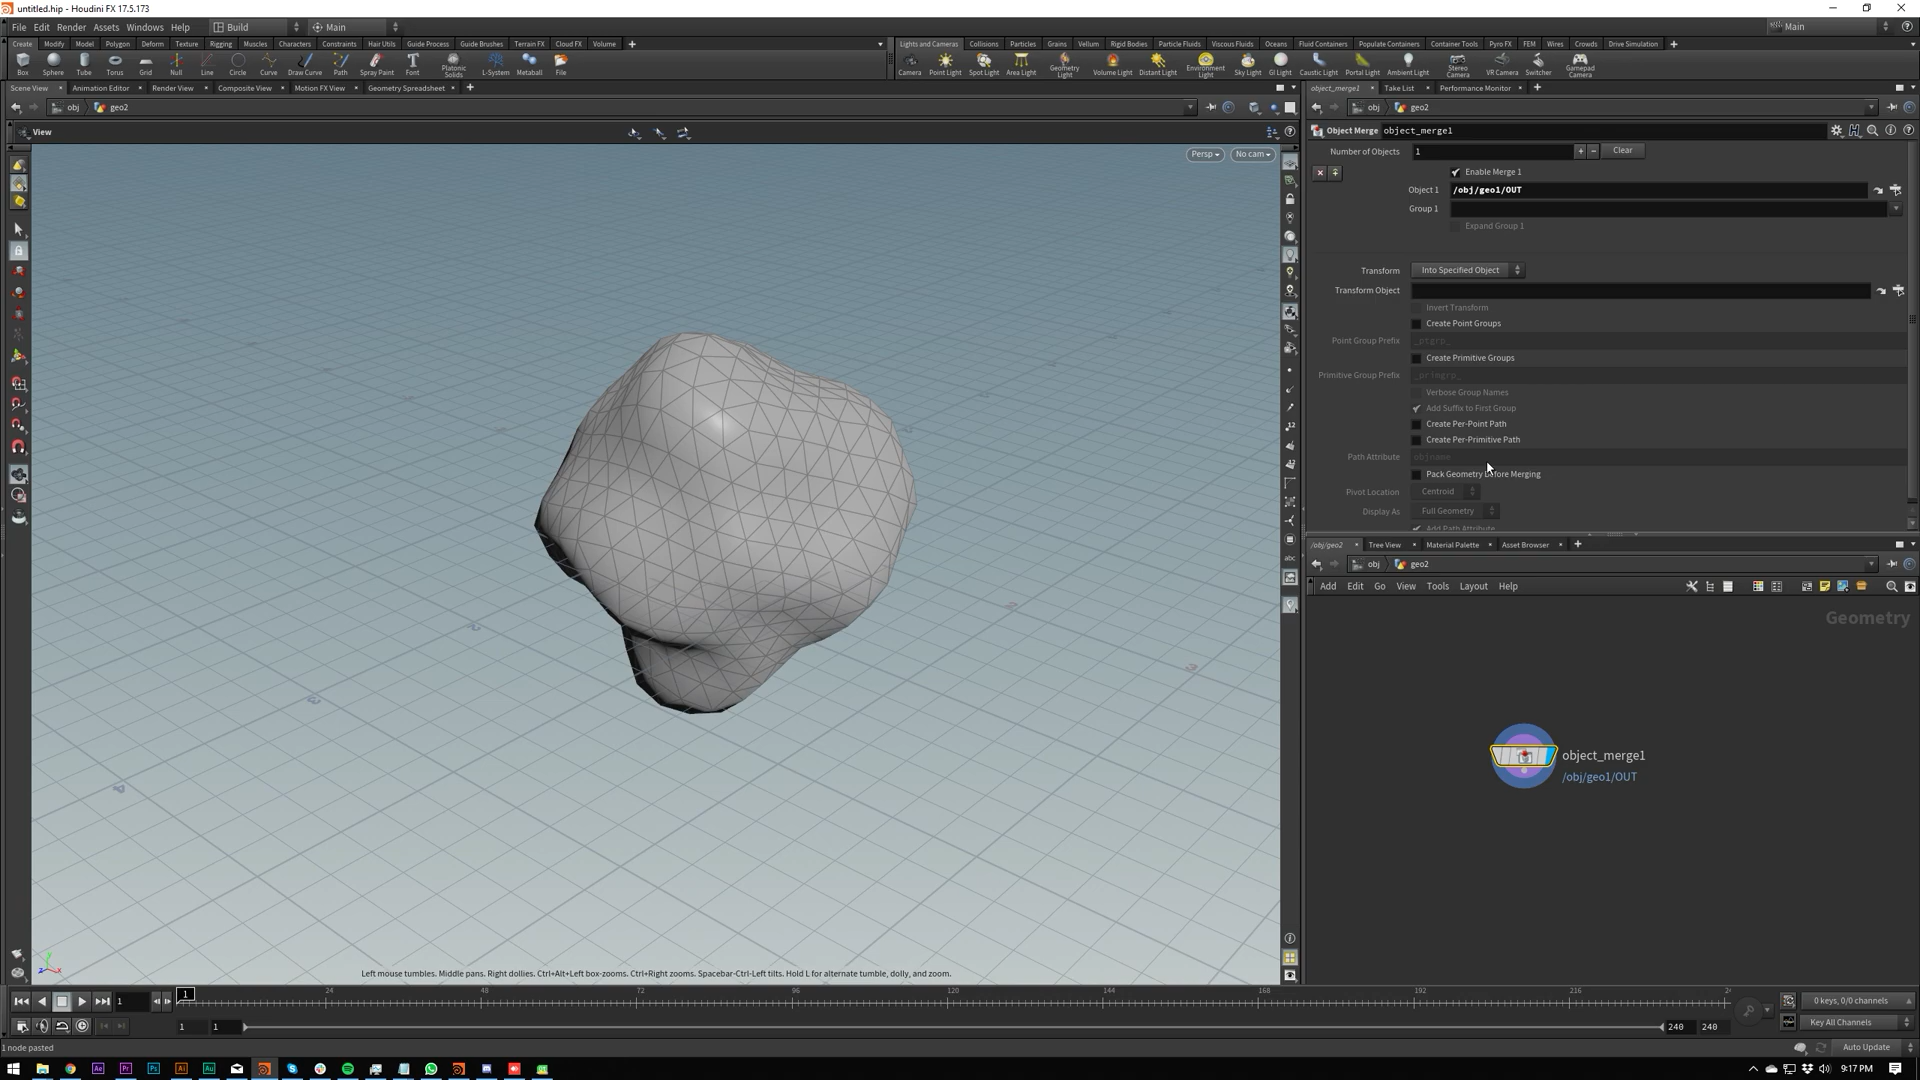 untitled.hip - Houdini FX 17.5.173
File Edit Render Assets Windows Help Build Main Main
Create Modify Model Polygon Deform Texture Rigging Muscles Characters Constraints Hair Utils Guide Process Guide Brushes Terrain FX Cloud FX Volume
Lights and Cameras Collisions Particles Grains Vellum Rigid Bodies Particle Fluids Viscous Fluids Oceans Fluid Containers Populate Containers Container Tools Pyro FX FEM Wires Crowds Drive Simulation
Box Sphere Tube Torus Grid Null Line Circle Curve Draw Curve Path Spray Paint Font Platonic Solids L-System Metaball File
Camera Point Light Spot Light Area Light Geometry Light Volume Light Distant Light Environment Light Sky Light GI Light Caustic Light Portal Light Ambient Light Stereo Camera VR Camera Switcher Gamepad Camera
Scene View Animation Editor Render View Composite View Motion FX View Geometry Spreadsheet
object_merge1 Take List Performance Monitor
obj geo2
obj geo2
View
Persp No cam
Object Merge object_merge1
Number of Objects 1 + - Clear
Enable Merge 1
Object 1 /obj/geo1/OUT
Group 1
Expand Group 1
Transform Into Specified Object
Transform Object
Invert Transform
Create Point Groups
Point Group Prefix _ptgrp_
Create Primitive Groups
Primitive Group Prefix _primgrp_
Verbose Group Names
Add Suffix to First Group
Create Per-Point Path
Create Per-Primitive Path
Path Attribute objname
Pack Geometry Before Merging
Pivot Location Centroid
Display As Full Geometry
Add Path Attribute
/obj/geo2 Tree View Material Palette Asset Browser
obj geo2
Add Edit Go View Tools Layout Help
Geometry
object_merge1
/obj/geo1/OUT
Left mouse tumbles. Middle pans. Right dollies. Ctrl+Alt+Left box-zooms. Ctrl+Right zooms. Spacebar-Ctrl-Left tilts. Hold L for alternate tumble, dolly, and zoom.
1 1 24 48 72 96 120 144 168 192 216
0 keys, 0/0 channels
1 1 240 240 Key All Channels
1 node pasted
Auto Update
9:17 PM